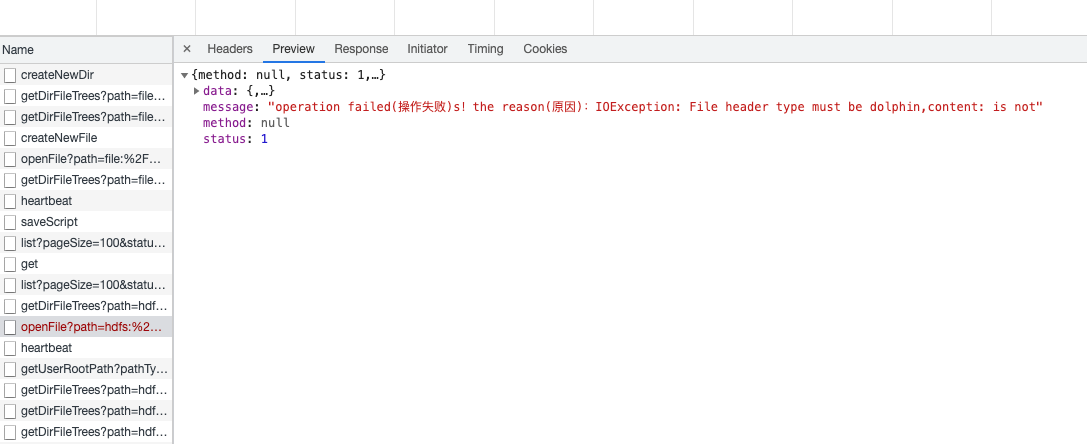 Name
× Headers Preview Response Initiator Timing Cookies
createNewDir
getDirFileTrees?path=file…
getDirFileTrees?path=file…
createNewFile
openFile?path=file:%2F…
getDirFileTrees?path=file…
heartbeat
saveScript
list?pageSize=100&statu…
get
list?pageSize=100&statu…
getDirFileTrees?path=hdf…
openFile?path=hdfs:%2…
heartbeat
getUserRootPath?pathTy…
getDirFileTrees?path=hdf…
getDirFileTrees?path=hdf…
getDirFileTrees?path=hdf…
{method: null, status: 1,…}
data: {,…}
message: "operation failed(操作失败)s! the reason(原因): IOException: File header type must be dolphin,content: is not"
method: null
status: 1